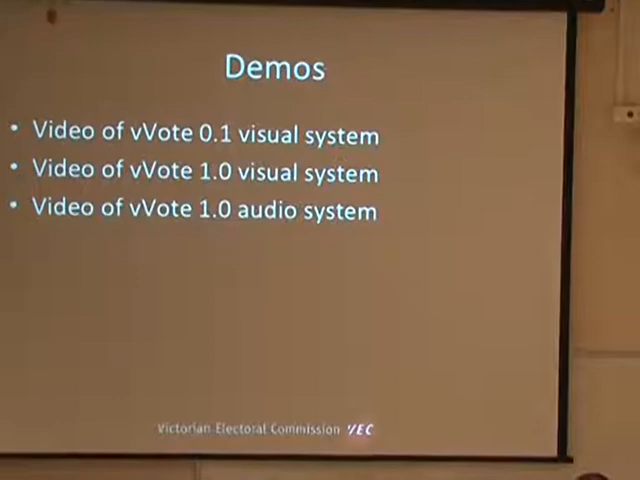 Demos
• Video of vVote 0.1 visual system
• Video of vVote 1.0 visual system
• Video of vVote 1.0 audio system
Victorian Electoral Commission VEC